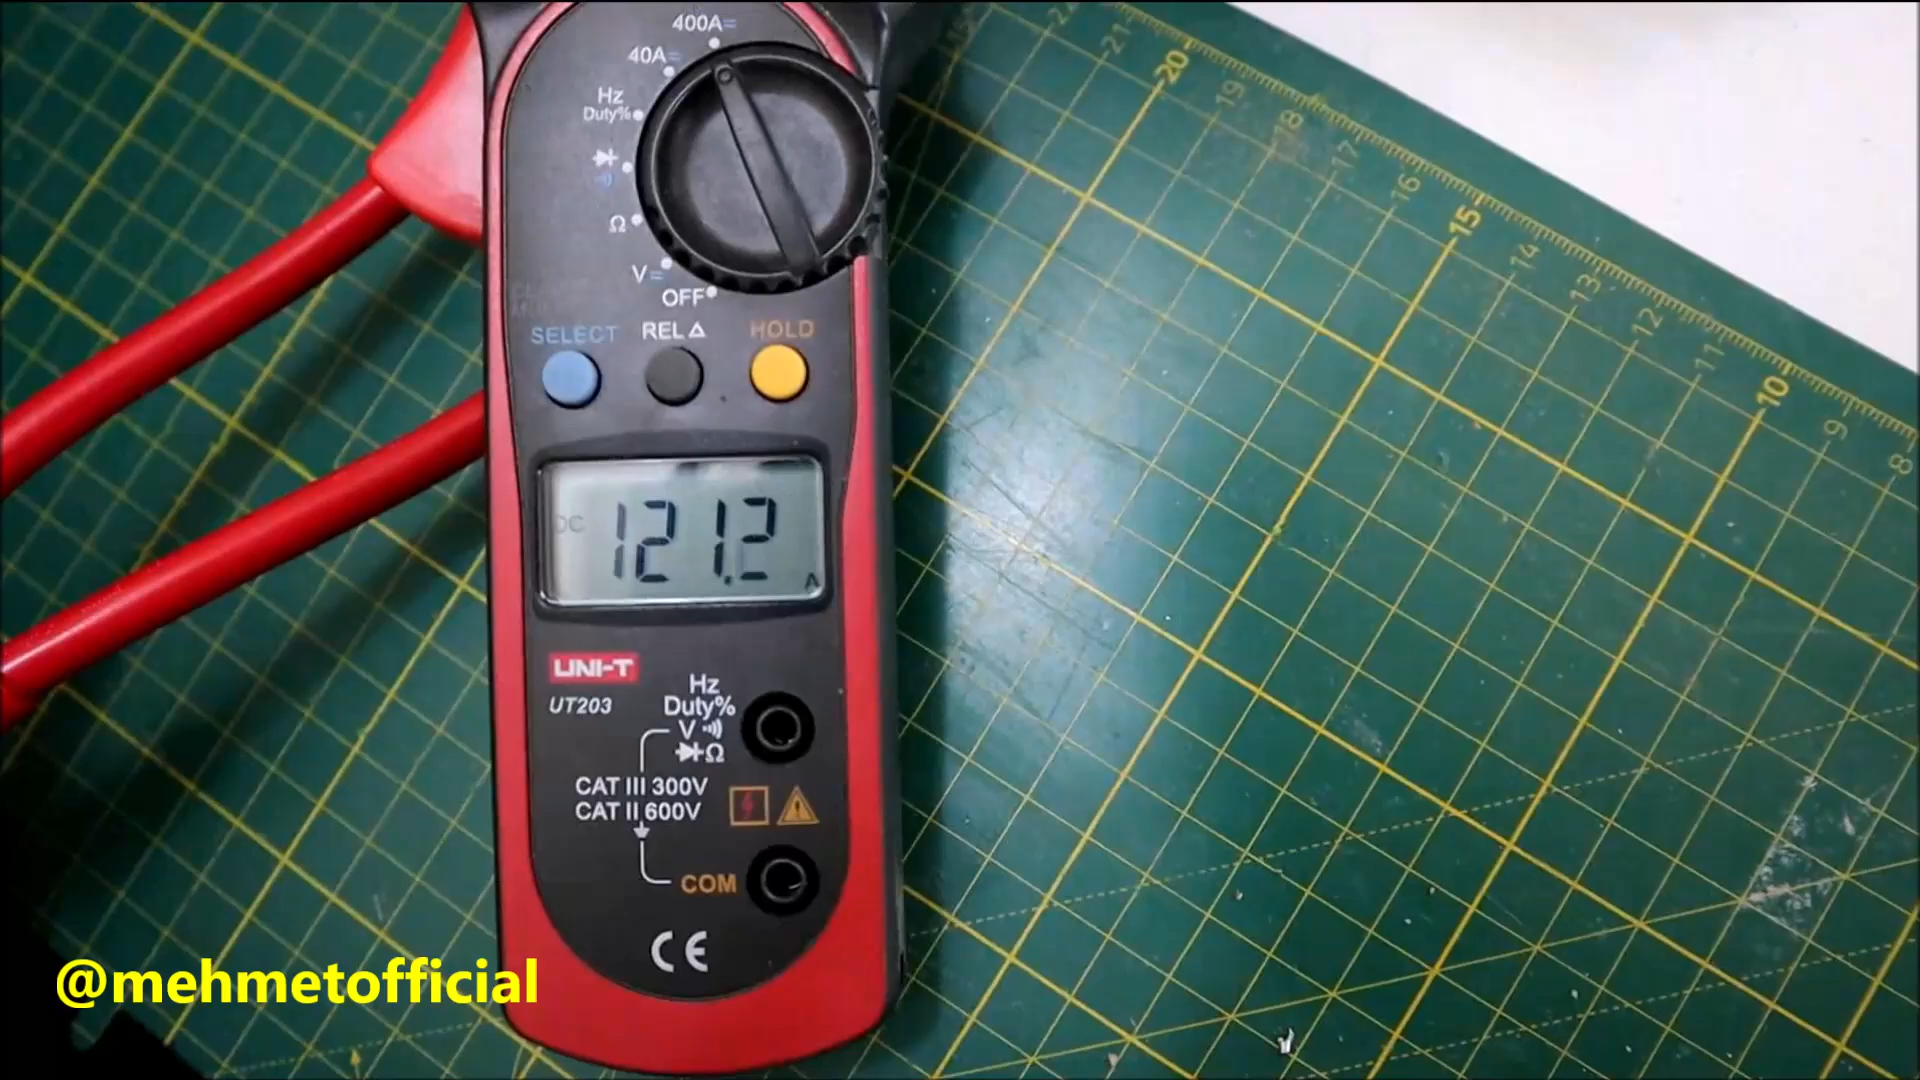 400A=
40A=
Hz
Duty%
Ω
V=
OFF
SELECT REL△ HOLD
DC 121.2 A
UNI-T
UT203
Hz
Duty%
V
Ω
CAT III 300V
CAT II 600V
COM
CE
@mehmetofficial
21
20
19
18
17
16
15
14
13
12
11
10
9
8